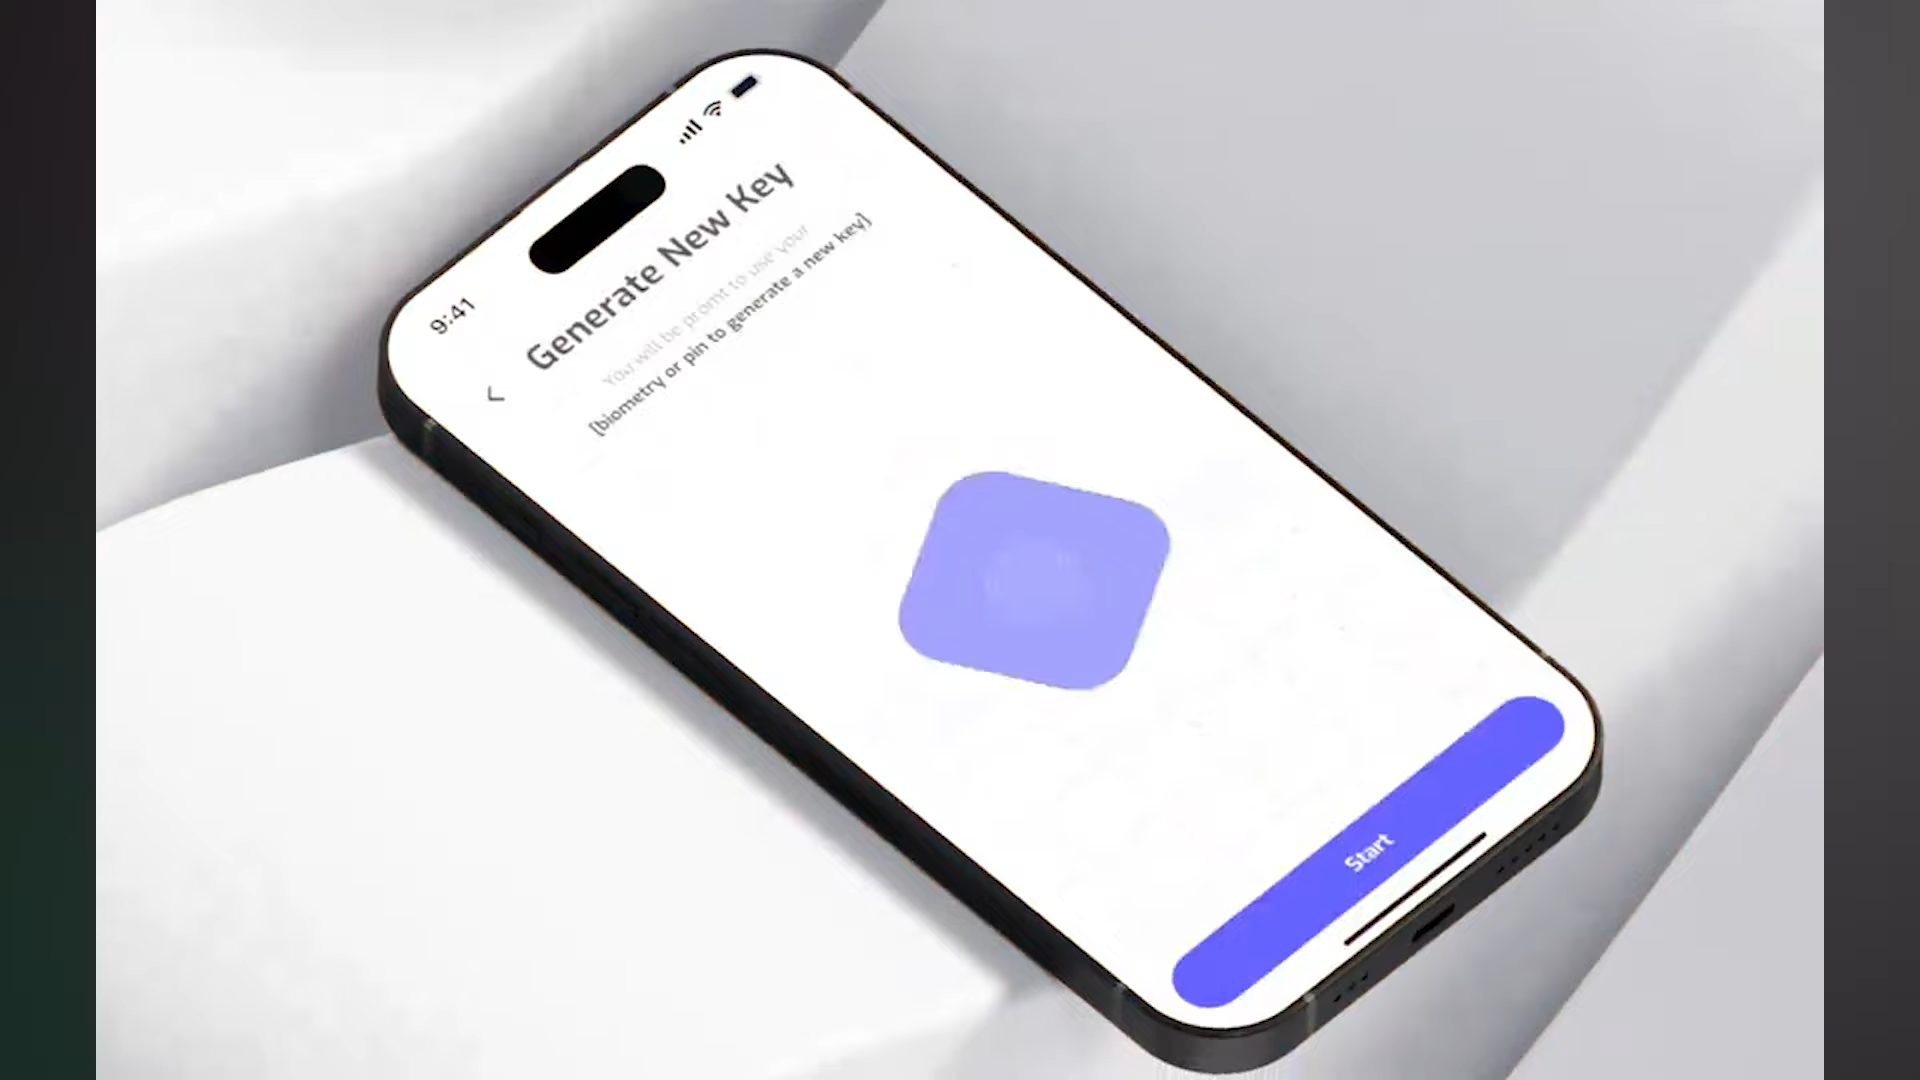 9:41
Generate New Key
You will be promt to use your
[biometry or pin to generate a new key]
Start